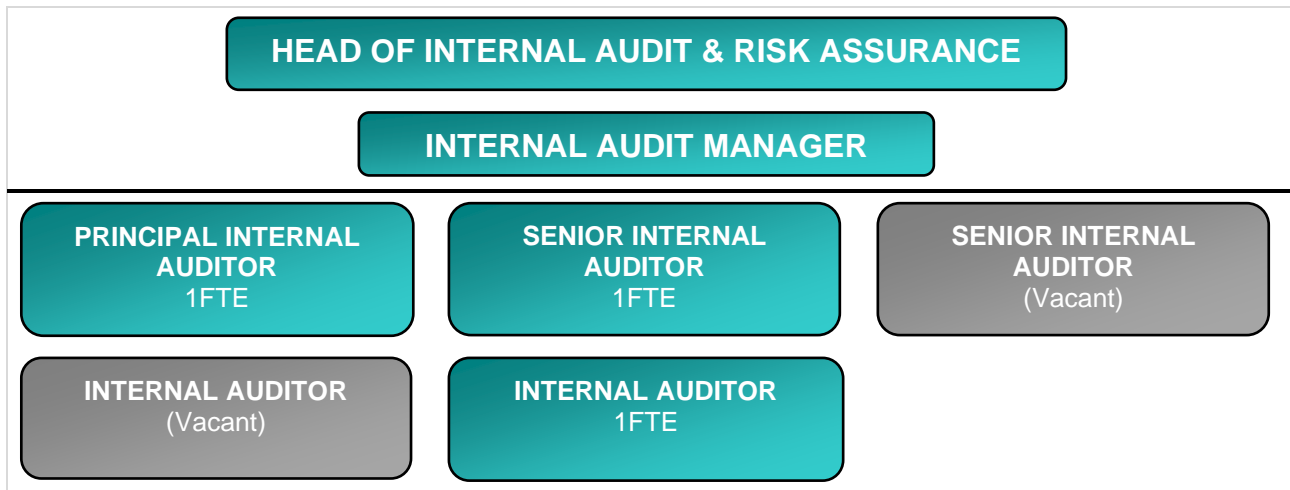 HEAD OF INTERNAL AUDIT & RISK ASSURANCE
INTERNAL AUDIT MANAGER
PRINCIPAL INTERNAL
AUDITOR
1FTE
SENIOR INTERNAL
AUDITOR
1FTE
SENIOR INTERNAL
AUDITOR
(Vacant)
INTERNAL AUDITOR
(Vacant)
INTERNAL AUDITOR
1FTE